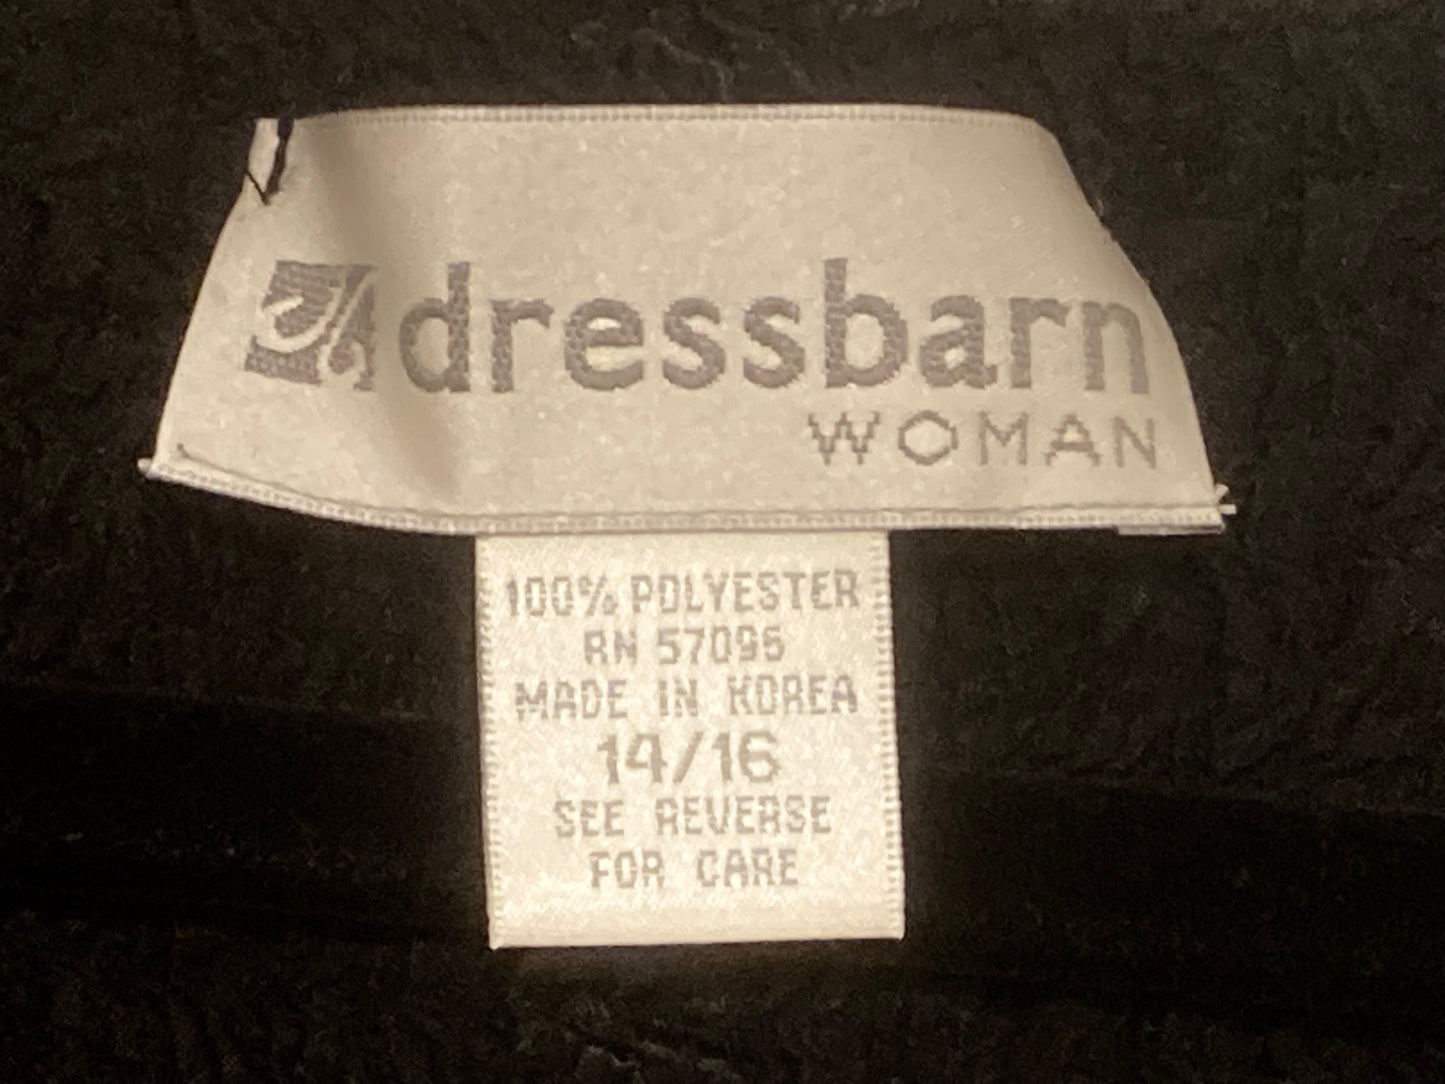 dressbarn
WOMAN
100% POLYESTER
RN 57095
MADE IN KOREA
14/16
SEE REVERSE
FOR CARE